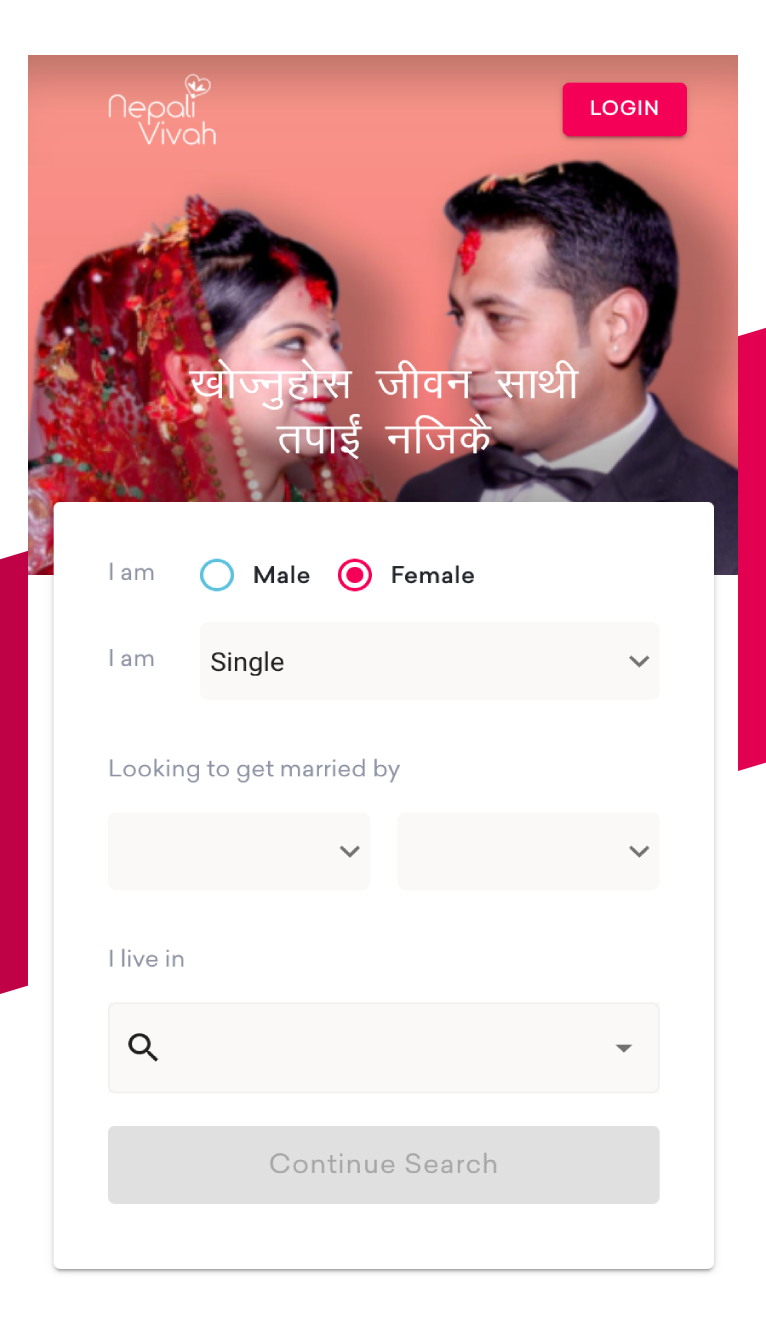 Nepali
Vivah
LOGIN
खोज्नुहोस जीवन साथी
तपाईं नजिकै
I am Male Female
I am Single
Looking to get married by
I live in
Continue Search